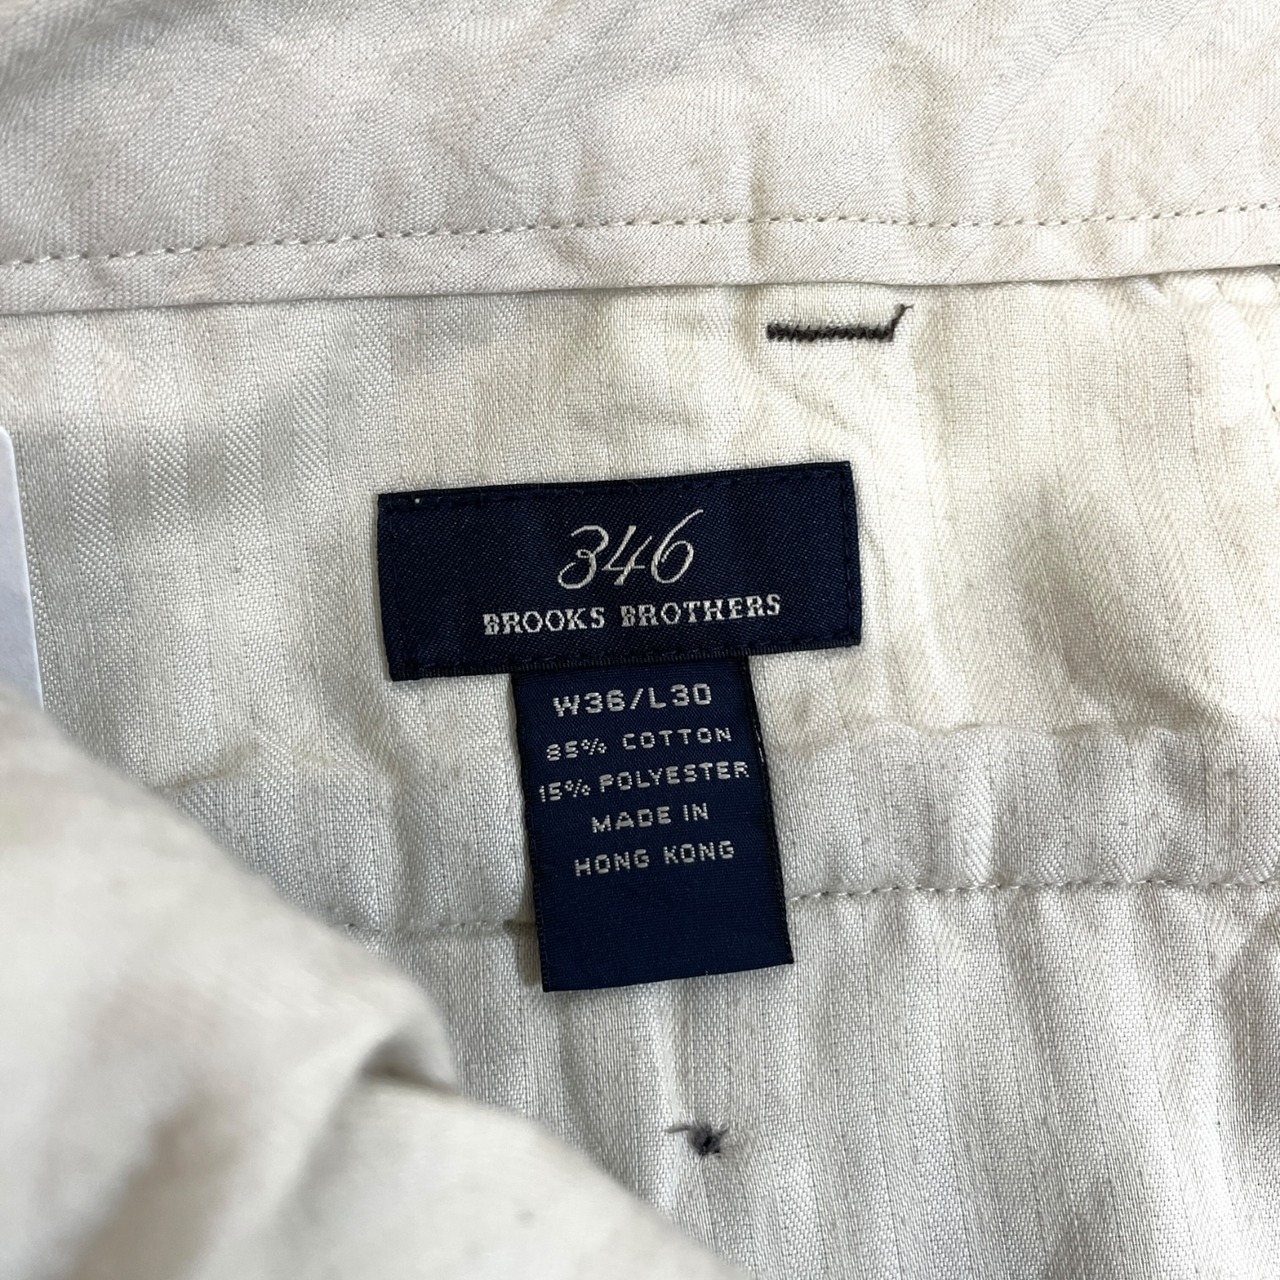 346
BROOKS BROTHERS
W36/L30
85% COTTON
15% POLYESTER
MADE IN
HONG KONG